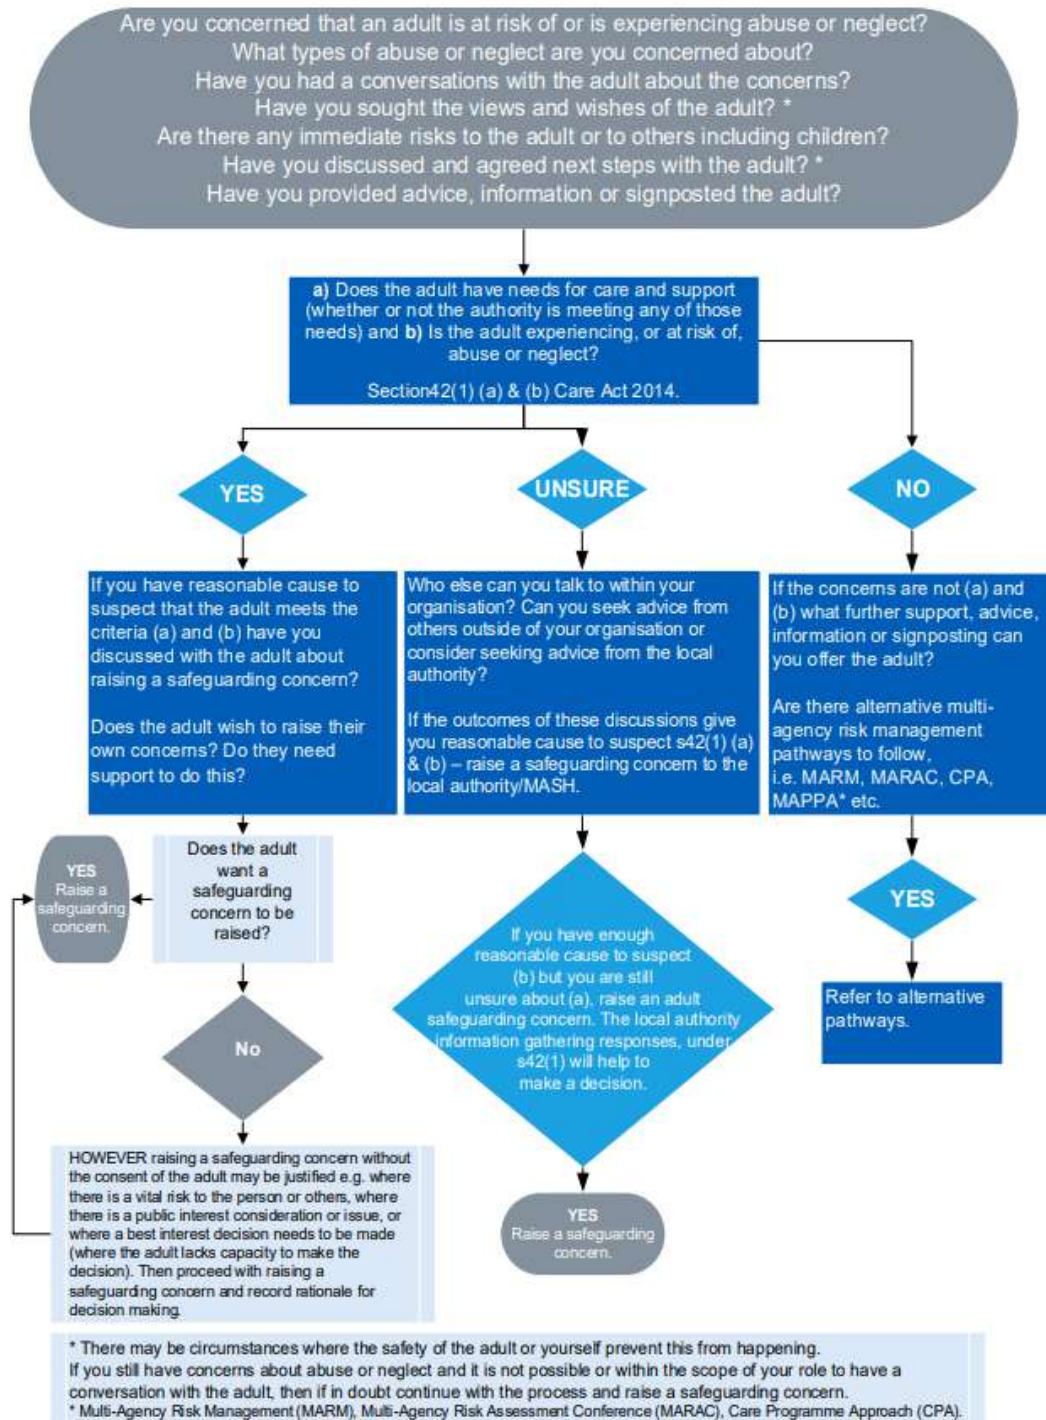 Are you concerned that an adult is at risk of or is experiencing abuse or neglect?
What types of abuse or neglect are you concerned about?
Have you had a conversations with the adult about the concerns?
Have you sought the views and wishes of the adult? *
Are there any immediate risks to the adult or to others including children?
Have you discussed and agreed next steps with the adult? *
Have you provided advice, information or signposted the adult?
a) Does the adult have needs for care and support
(whether or not the authority is meeting any of those
needs) and b) Is the adult experiencing, or at risk of,
abuse or neglect?
Section42(1) (a) & (b) Care Act 2014.
YES
UNSURE
NO
If you have reasonable cause to
suspect that the adult meets the
criteria (a) and (b) have you
discussed with the adult about
raising a safeguarding concern?
Does the adult wish to raise their
own concerns? Do they need
support to do this?
Who else can you talk to within your
organisation? Can you seek advice from
others outside of your organisation or
consider seeking advice from the local
authority?
If the outcomes of these discussions give
you reasonable cause to suspect s42(1) (a)
& (b) – raise a safeguarding concern to the
local authority/MASH.
If the concerns are not (a) and
(b) what further support, advice,
information or signposting can
you offer the adult?
Are there alternative multi-
agency risk management
pathways to follow,
i.e. MARM, MARAC, CPA,
MAPPA* etc.
YES
Raise a
safeguarding
concern.
Does the adult
want a
safeguarding
concern to be
raised?
If you have enough
reasonable cause to suspect
(b) but you are still
unsure about (a), raise an adult
safeguarding concern. The local authority
information gathering responses, under
s42(1) will help to
make a decision.
YES
Refer to alternative
pathways.
No
HOWEVER raising a safeguarding concern without
the consent of the adult may be justified e.g. where
there is a vital risk to the person or others, where
there is a public interest consideration or issue, or
where a best interest decision needs to be made
(where the adult lacks capacity to make the
decision). Then proceed with raising a
safeguarding concern and record rationale for
decision making.
YES
Raise a safeguarding
concern.
* There may be circumstances where the safety of the adult or yourself prevent this from happening.
If you still have concerns about abuse or neglect and it is not possible or within the scope of your role to have a
conversation with the adult, then if in doubt continue with the process and raise a safeguarding concern.
* Multi-Agency Risk Management (MARM), Multi-Agency Risk Assessment Conference (MARAC), Care Programme Approach (CPA).